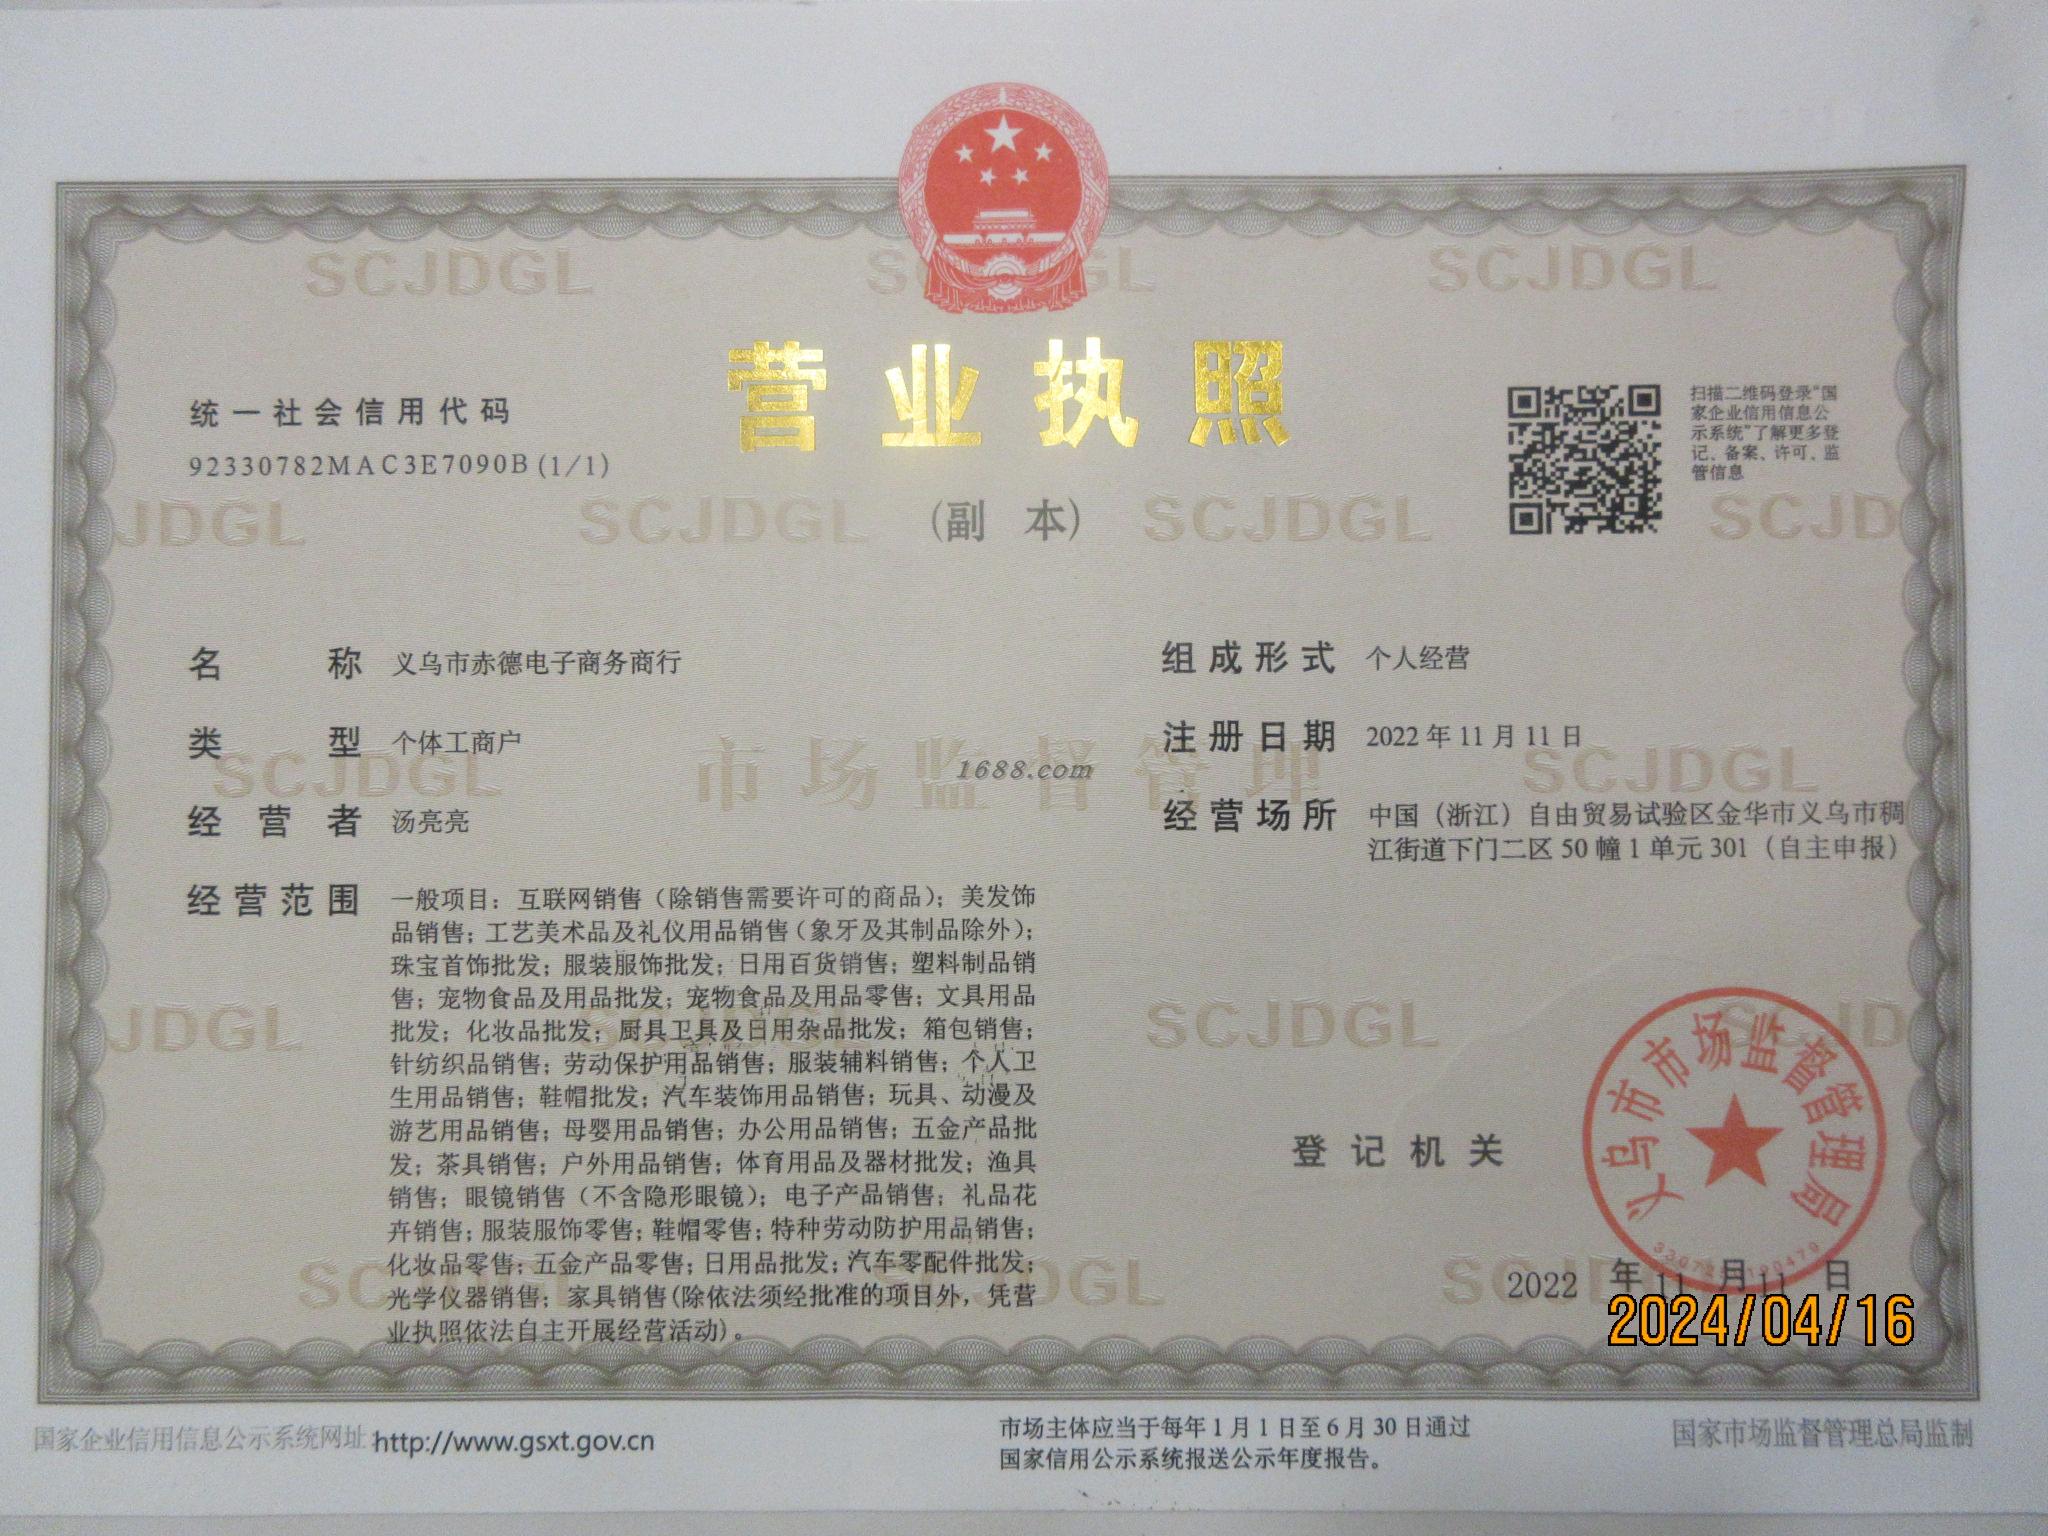 营业执照
(副 本)
统一社会信用代码
92330782MAC3E7090B(1/1)
扫描二维码登录“国
家企业信用信息公
示系统”了解更多登
记、备案、许可、监
管信息
名称 义乌市赤德电子商务商行
类型 个体工商户
经营者 汤亮亮
经营范围 一般项目：互联网销售（除销售需要许可的商品）；美发饰
品销售；工艺美术品及礼仪用品销售（象牙及其制品除外）；
珠宝首饰批发；服装服饰批发；日用百货销售；塑料制品销
售；宠物食品及用品批发；宠物食品及用品零售；文具用品
批发；化妆品批发；厨具卫具及日用杂品批发；箱包销售；
针纺织品销售；劳动保护用品销售；服装辅料销售；个人卫
生用品销售；鞋帽批发；汽车装饰用品销售；玩具、动漫及
游艺用品销售；母婴用品销售；办公用品销售；五金产品批
发；茶具销售；户外用品销售；体育用品及器材批发；渔具
销售；眼镜销售（不含隐形眼镜）；电子产品销售；礼品花
卉销售；服装服饰零售；鞋帽零售；特种劳动防护用品销售；
化妆品零售；五金产品零售；日用品批发；汽车零配件批发；
光学仪器销售；家具销售(除依法须经批准的项目外，凭营
业执照依法自主开展经营活动)。
组成形式 个人经营
注册日期 2022年11月11日
经营场所 中国（浙江）自由贸易试验区金华市义乌市稠
江街道下门二区50幢1单元301（自主申报）
SCJDGL
市场监督管理
1688.com
登记机关
义乌市市场监督管理局
2022 年 11 月 11 日
2024/04/16
国家企业信用信息公示系统网址:http://www.gsxt.gov.cn
市场主体应当于每年1月1日至6月30日通过
国家信用公示系统报送公示年度报告。
国家市场监督管理总局监制